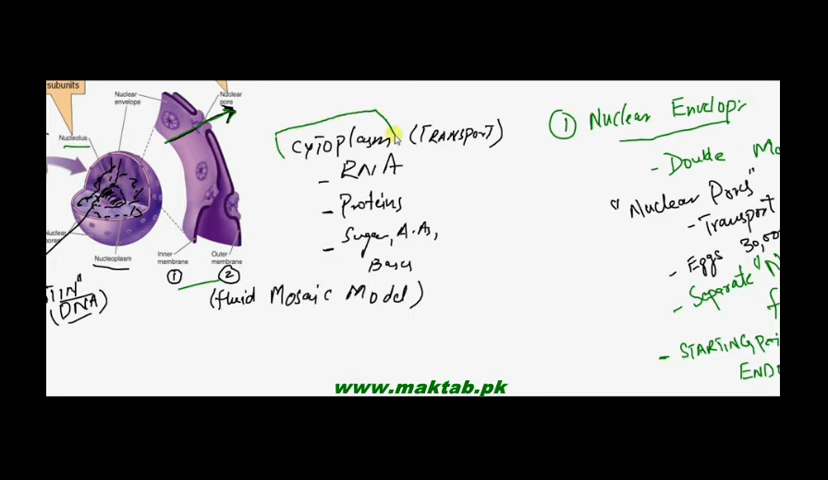 subunits
Nuclear
envelope
Nuclear
pore
Nucleolus
Nucleoplasm
Inner
membrane
Outer
membrane
①
②
(DNA)
CYTOPlasm (TRANSPORT)
- RNA
- Proteins
- Sugar, A.As,
Bases
(fluid Mosaic Model)
① Nuclear Envelop:
- Double
"Nuclear Pores"
- Transport
- Eggs 30,000
- Separate
- STARTING
www.maktab.pk